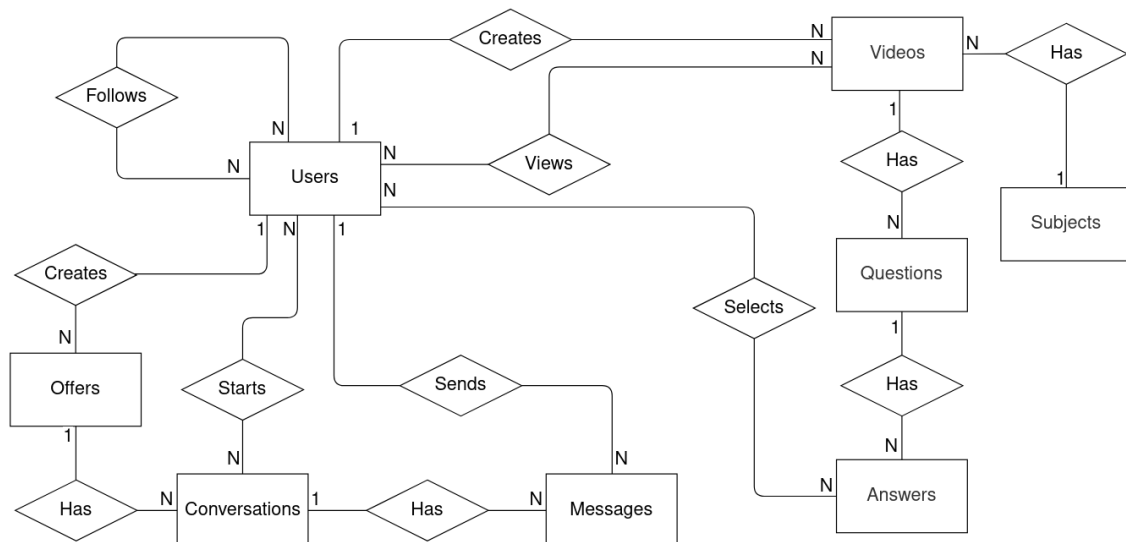 Creates
N
Videos
N
Has
N
Follows
N
1
N
1
Has
Views
N
N
Users
N
1
Subjects
N
1
N
1
Creates
Questions
Selects
1
N
Offers
Starts
Sends
Has
1
N
N
N
Has
N
Conversations
1
Has
N
Messages
N
Answers